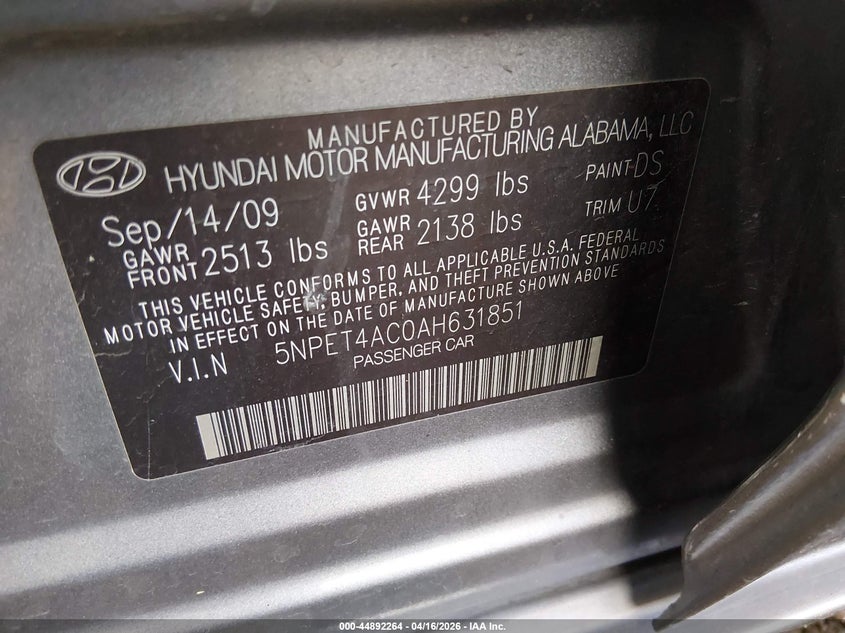 MANUFACTURED BY
HYUNDAI MOTOR MANUFACTURING ALABAMA, LLC
Sep/14/09 GVWR 4299 lbs PAINT DS
GAWR FRONT 2513 lbs GAWR REAR 2138 lbs TRIM U7
THIS VEHICLE CONFORMS TO ALL APPLICABLE U.S.A. FEDERAL
MOTOR VEHICLE SAFETY, BUMPER, AND THEFT PREVENTION STANDARDS
IN EFFECT ON THE DATE OF MANUFACTURE SHOWN ABOVE
V.I.N 5NPET4AC0AH631851
PASSENGER CAR
000-44892264 - 04/16/2026 - IAA Inc.